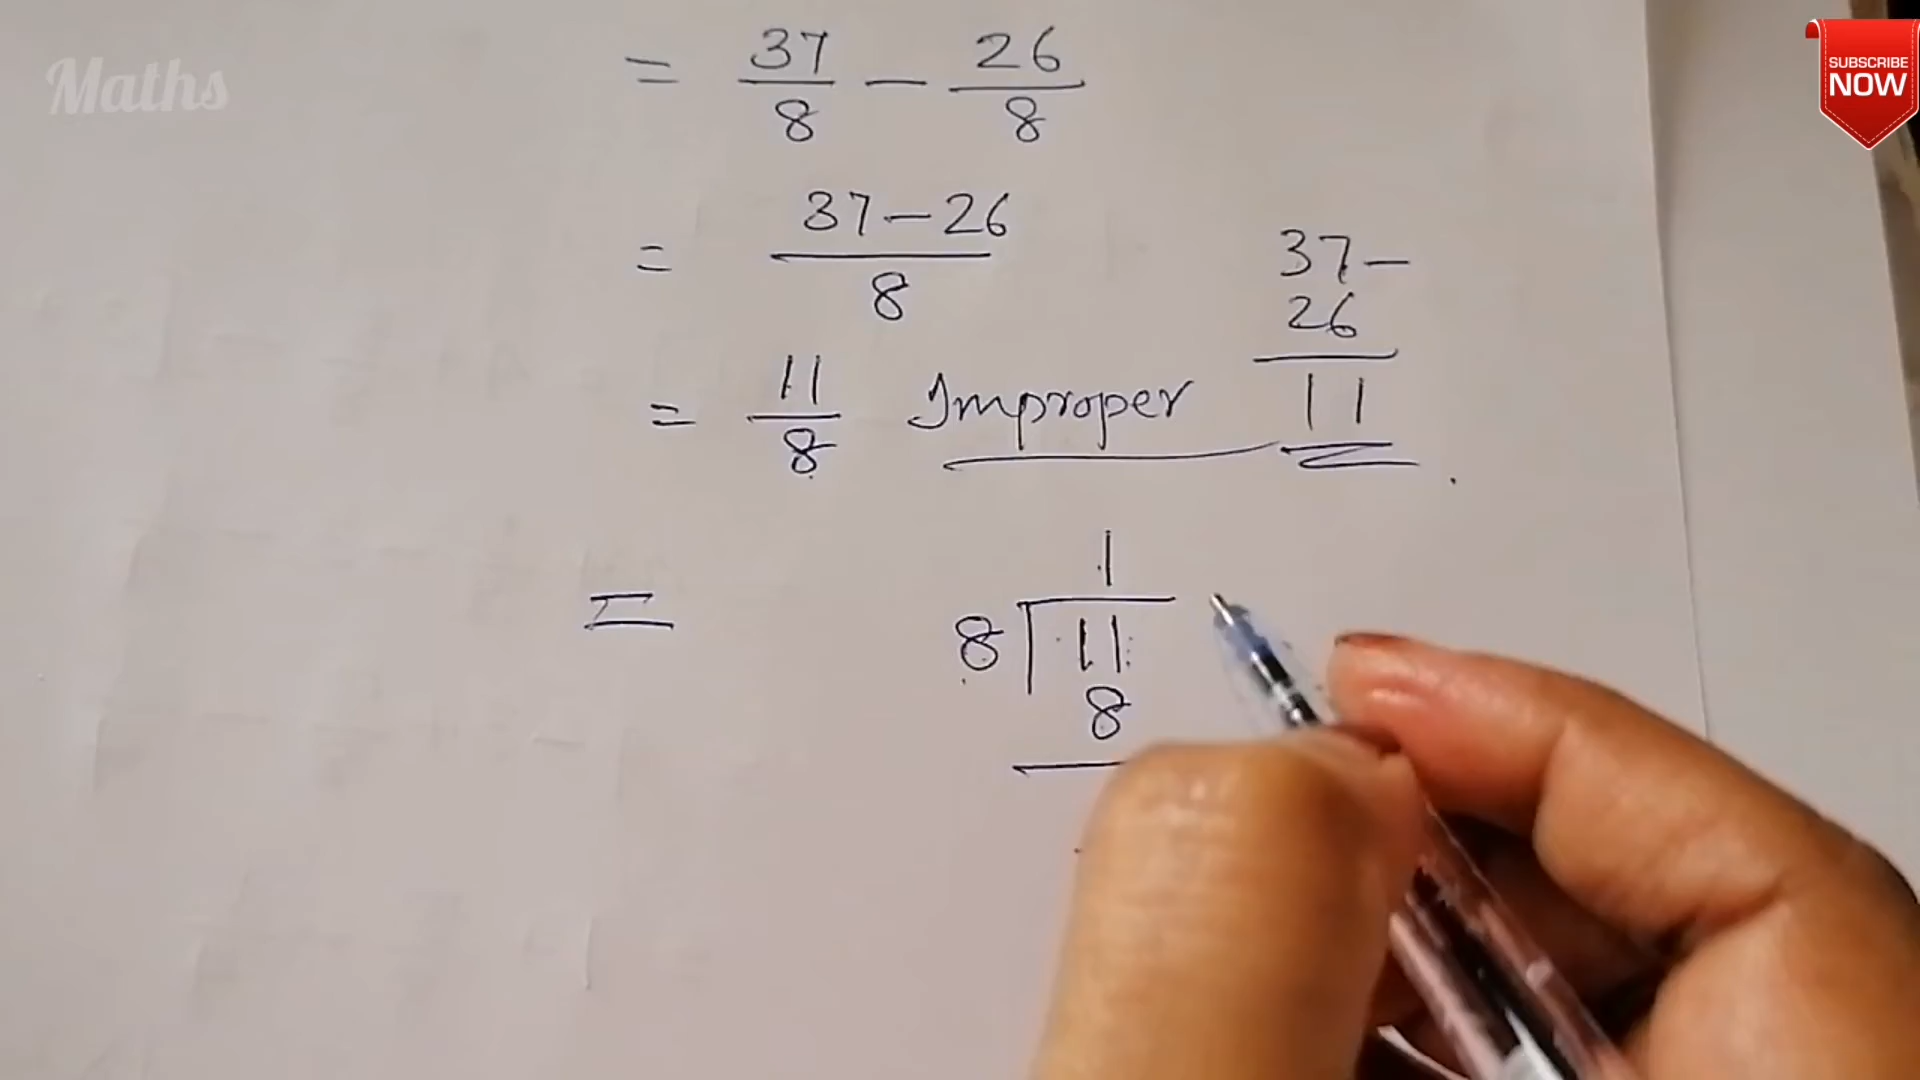 Maths
SUBSCRIBE
NOW
= 37/8 - 26/8
= 37-26/8
37-
26
11
= 11/8 Improper
=
1
8 11
8